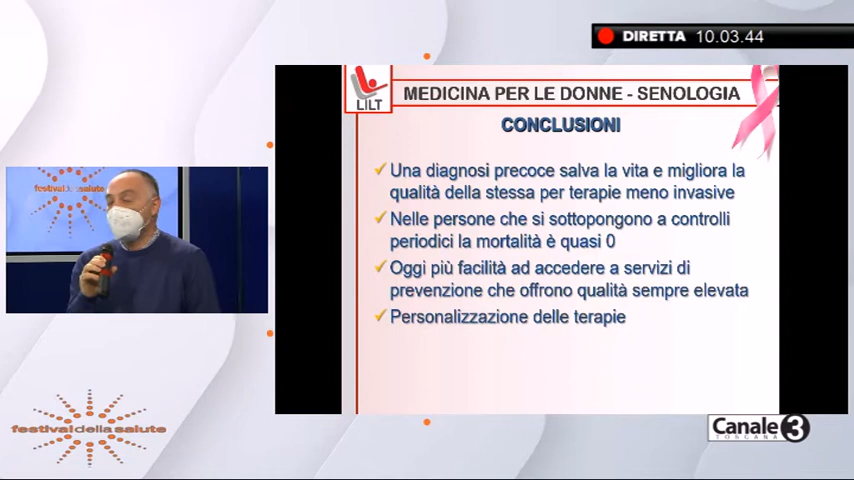 DIRETTA 10.03.44
LILT
MEDICINA PER LE DONNE - SENOLOGIA
CONCLUSIONI
Una diagnosi precoce salva la vita e migliora la
qualità della stessa per terapie meno invasive
Nelle persone che si sottopongono a controlli
periodici la mortalità è quasi 0
Oggi più facilità ad accedere a servizi di
prevenzione che offrono qualità sempre elevata
Personalizzazione delle terapie
festivaldellasalute
festivaldellasalute
Canale 3
TOSCANA